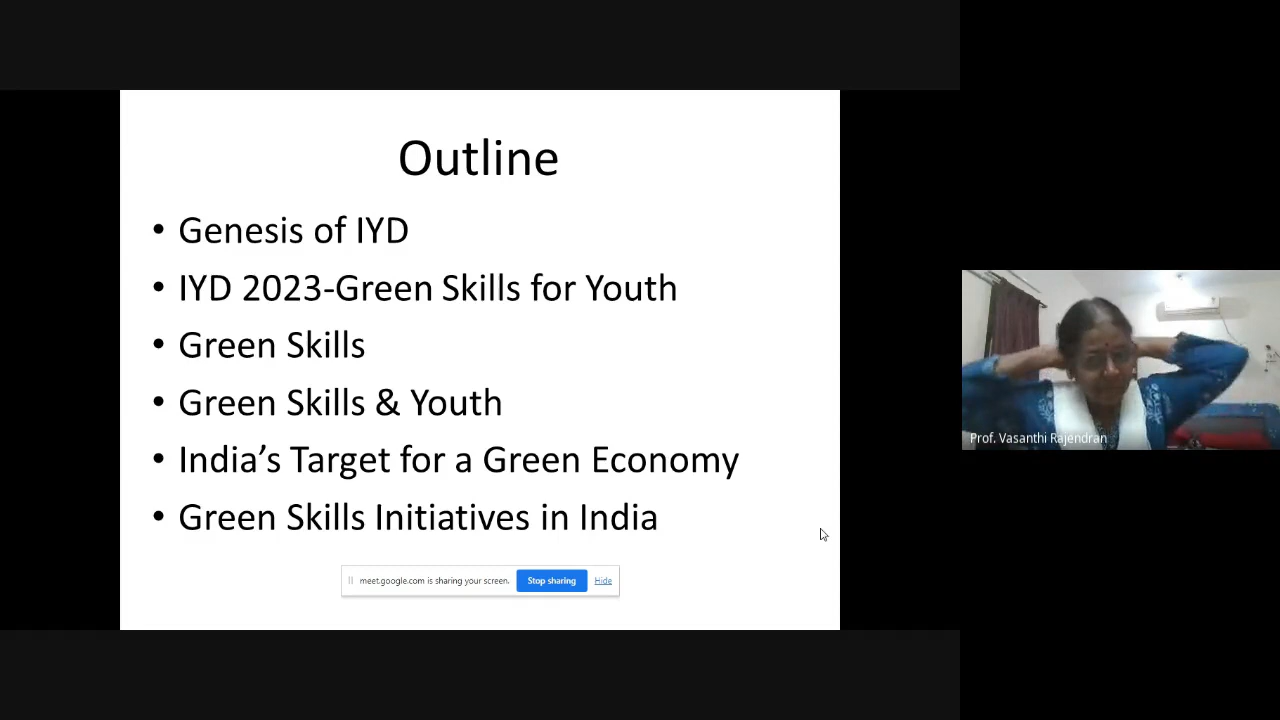 Outline
• Genesis of IYD
• IYD 2023-Green Skills for Youth
• Green Skills
• Green Skills & Youth
• India’s Target for a Green Economy
• Green Skills Initiatives in India
meet.google.com is sharing your screen. Stop sharing Hide
Prof. Vasanthi Rajendran